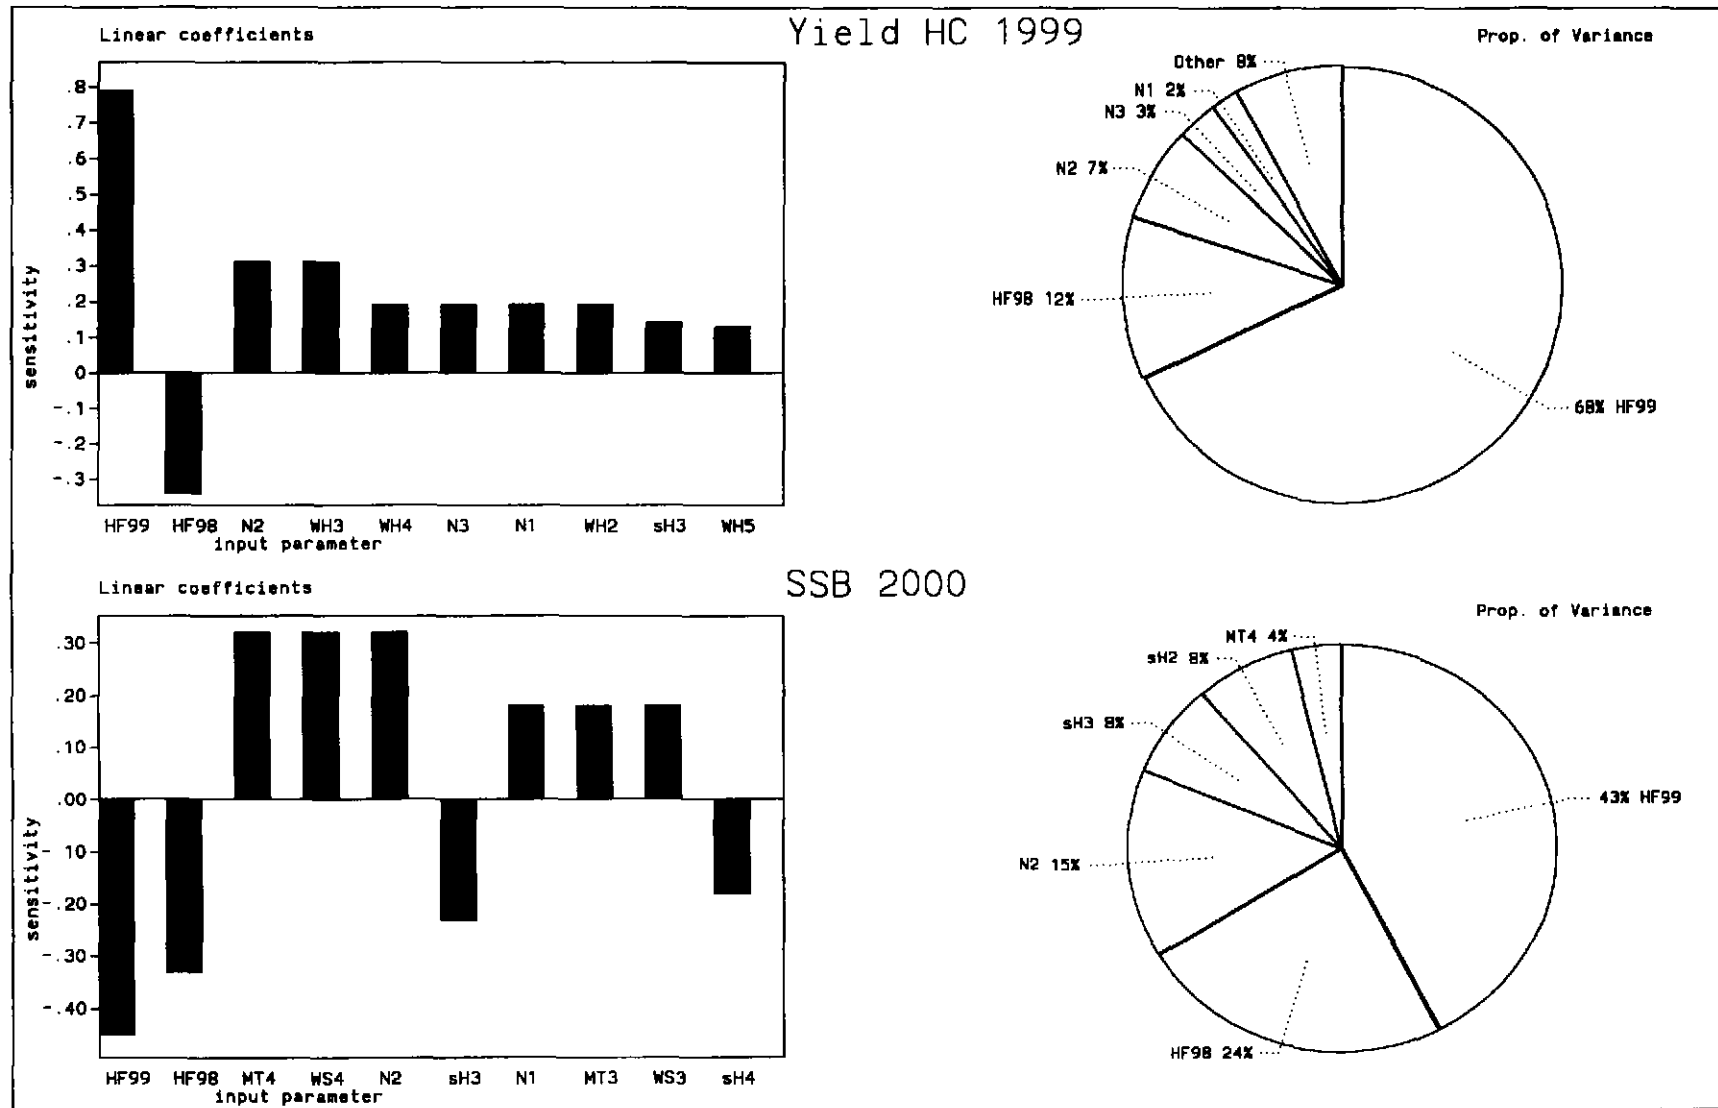 Yield HC 1999
Linear coefficients
.8
.7
.6
.5
.4
.3
.2
.1
0
-.1
-.2
-.3
sensitivity
HF99 HF98 N2 WH3 WH4 N3 N1 WH2 sH3 WH5
input parameter
Prop. of Variance
Other 8%
N1 2%
N3 3%
N2 7%
HF98 12%
68% HF99
SSB 2000
Linear coefficients
.30
.20
.10
.00
- 10
-.20
-.30
-.40
sensitivity
HF99 HF98 MT4 WS4 N2 sH3 N1 MT3 WS3 sH4
input parameter
Prop. of Variance
MT4 4%
sH2 8%
sH3 8%
N2 15%
HF98 24%
43% HF99